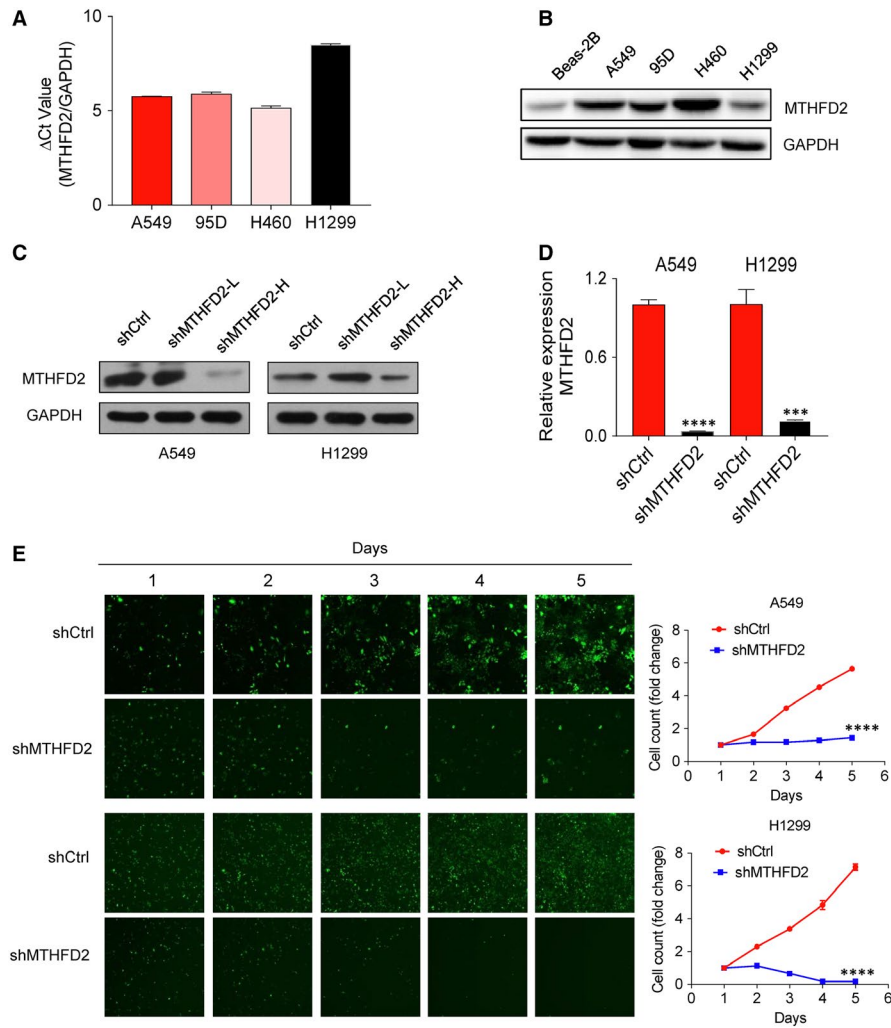 A
ΔCt Value
(MTHFD2/GAPDH)
10
5
0
A549 95D H460 H1299
B
Beas-2B A549 95D H460 H1299
MTHFD2
GAPDH
C
shCtrl shMTHFD2-L shMTHFD2-H shCtrl shMTHFD2-L shMTHFD2-H
MTHFD2
GAPDH
A549 H1299
D
A549 H1299
Relative expression
MTHFD2
1.2
0.6
0.0
**** ***
shCtrl shMTHFD2 shCtrl shMTHFD2
E
Days
1 2 3 4 5
shCtrl
shMTHFD2
shCtrl
shMTHFD2
A549
Cell count (fold change)
8
6
4
2
0
shCtrl
shMTHFD2
****
0 1 2 3 4 5 6
Days
H1299
Cell count (fold change)
8
6
4
2
0
shCtrl
shMTHFD2
****
0 1 2 3 4 5 6
Days